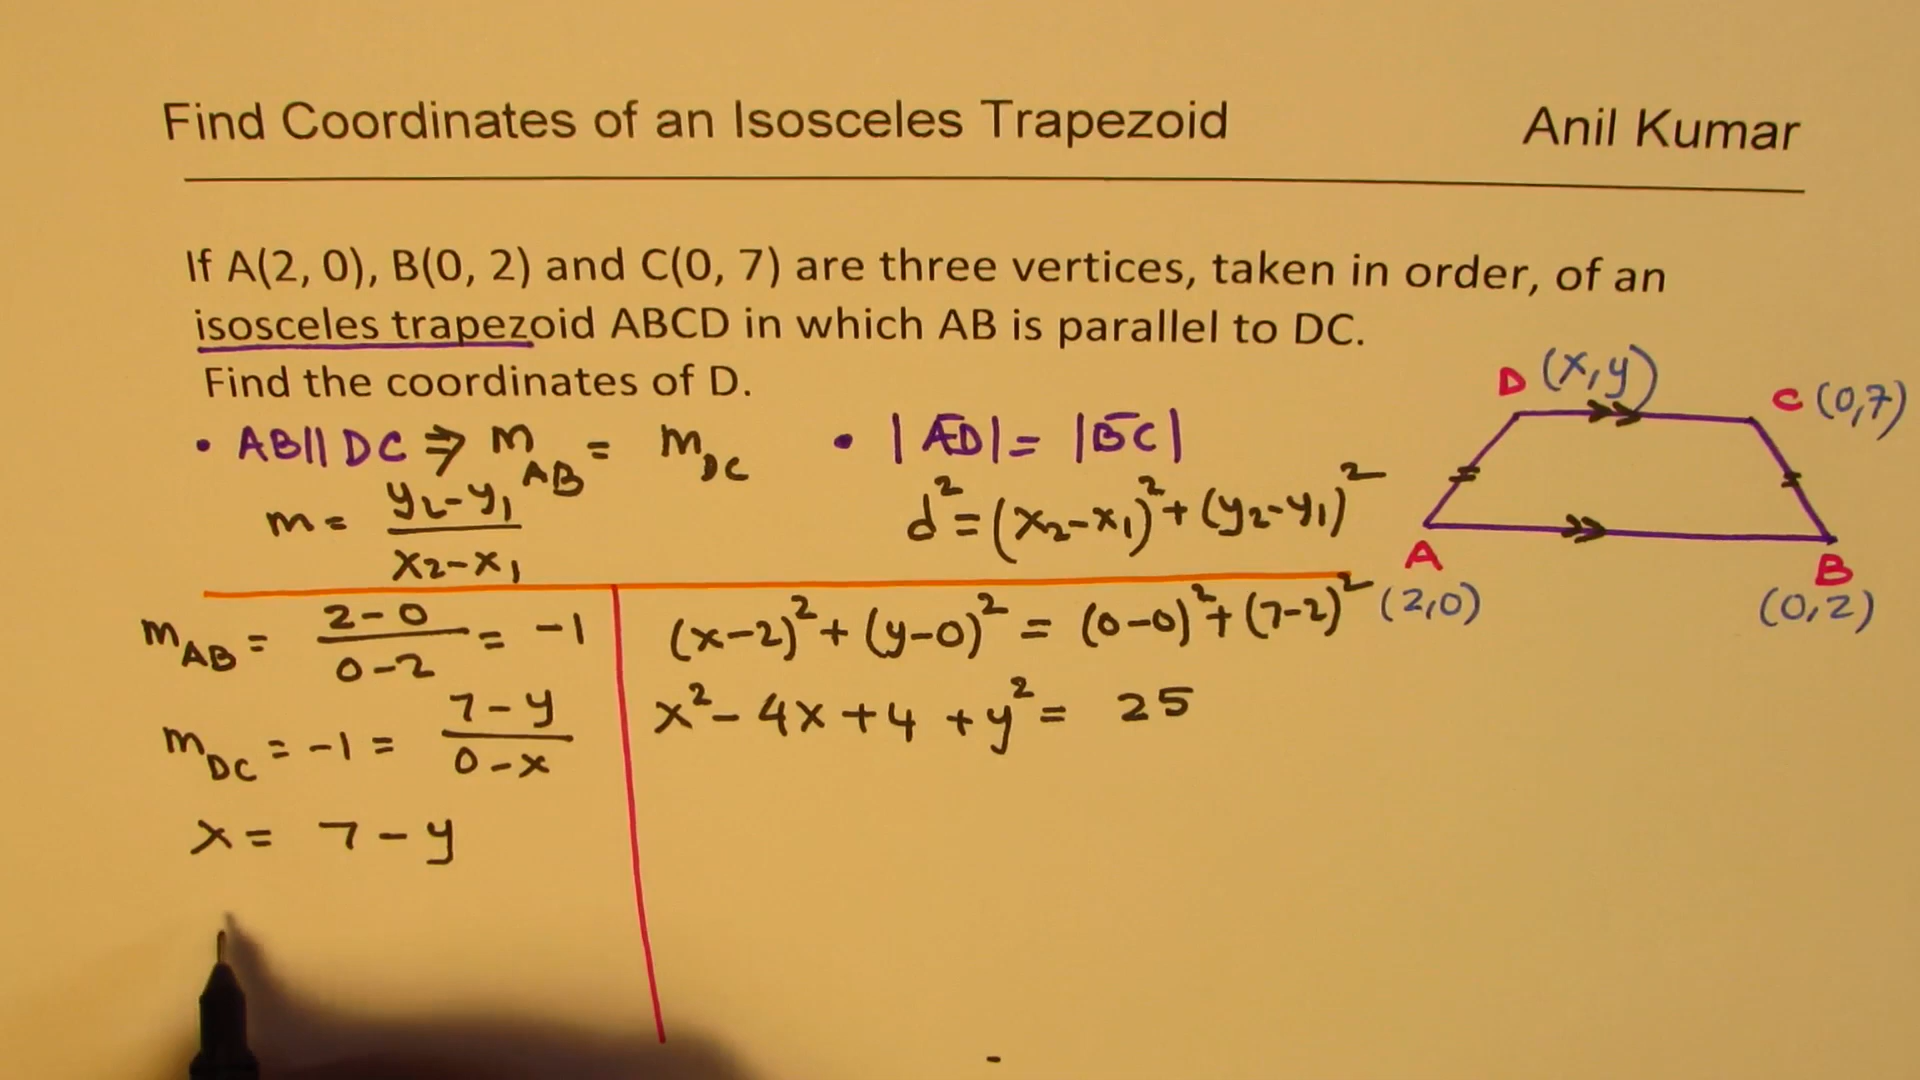 Find Coordinates of an Isosceles Trapezoid Anil Kumar
If A(2, 0), B(0, 2) and C(0, 7) are three vertices, taken in order, of an
isosceles trapezoid ABCD in which AB is parallel to DC.
Find the coordinates of D.
• AB || DC ⇒ m_AB = m_DC
m = (y₂-y₁)/(x₂-x₁)
• |AD| = |BC|
d² = (x₂-x₁)² + (y₂-y₁)²
D (x,y)
C (0,7)
A
(2,0)
B
(0,2)
m_AB = (2-0)/(0-2) = -1
m_DC = -1 = (7-y)/(0-x)
x = 7-y
(x-2)² + (y-0)² = (0-0)² + (7-2)²
x² - 4x + 4 + y² = 25